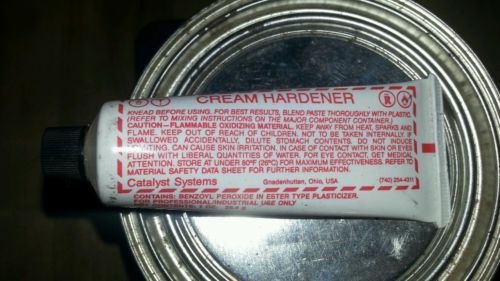 CREAM HARDENER
KNEAD BEFORE USING. FOR BEST RESULTS, BLEND PASTE THOROUGHLY WITH PLASTIC
(REFER TO MIXING INSTRUCTIONS ON THE MAJOR COMPONENT CONTAINER.)
CAUTION—FLAMMABLE OXIDIZING MATERIAL. KEEP AWAY FROM HEAT, SPARKS AND
FLAME. KEEP OUT OF REACH OF CHILDREN. NOT TO BE TAKEN INTERNALLY. IF
SWALLOWED ACCIDENTALLY, DILUTE STOMACH CONTENTS. DO NOT INDUCE
VOMITING. CAN CAUSE SKIN IRRITATION. IN CASE OF CONTACT WITH SKIN OR EYES
FLUSH WITH LIBERAL QUANTITIES OF WATER. FOR EYE CONTACT, GET MEDICAL
ATTENTION. STORE AT UNDER 80°F (26°C) FOR MAXIMUM EFFECTIVENESS. REFER TO
MATERIAL SAFETY DATA SHEET FOR FURTHER INFORMATION.
Catalyst Systems Gnadenhutten, Ohio, USA (740) 254-4311
CONTAINS: BENZOYL PEROXIDE IN ESTER TYPE PLASTICIZER.
FOR PROFESSIONAL/INDUSTRIAL USE ONLY
CONTENTS: 1 OZ.